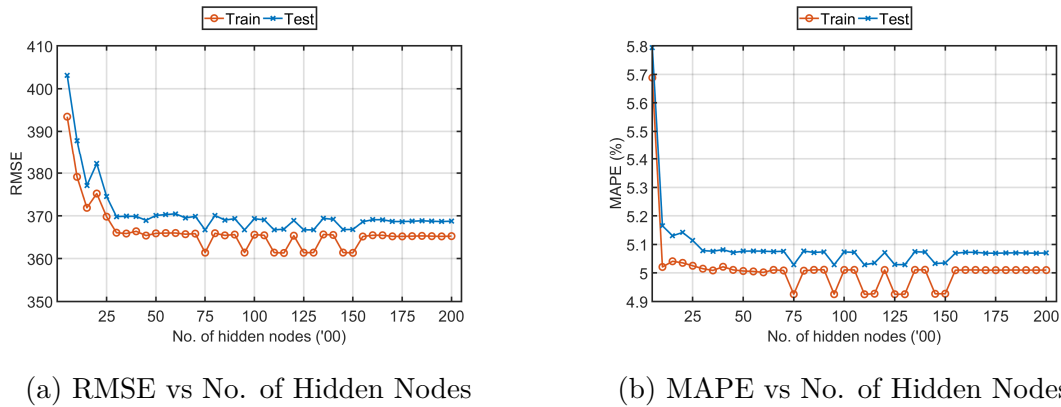 Train Test
410
400
390
380
370
360
350
RMSE
0 25 50 75 100 125 150 175 200
No. of hidden nodes ('00)
(a) RMSE vs No. of Hidden Nodes
Train Test
5.8
5.7
5.6
5.5
5.4
5.3
5.2
5.1
5
4.9
MAPE (%)
25 50 75 100 125 150 175 200
No. of hidden nodes ('00)
(b) MAPE vs No. of Hidden Nodes